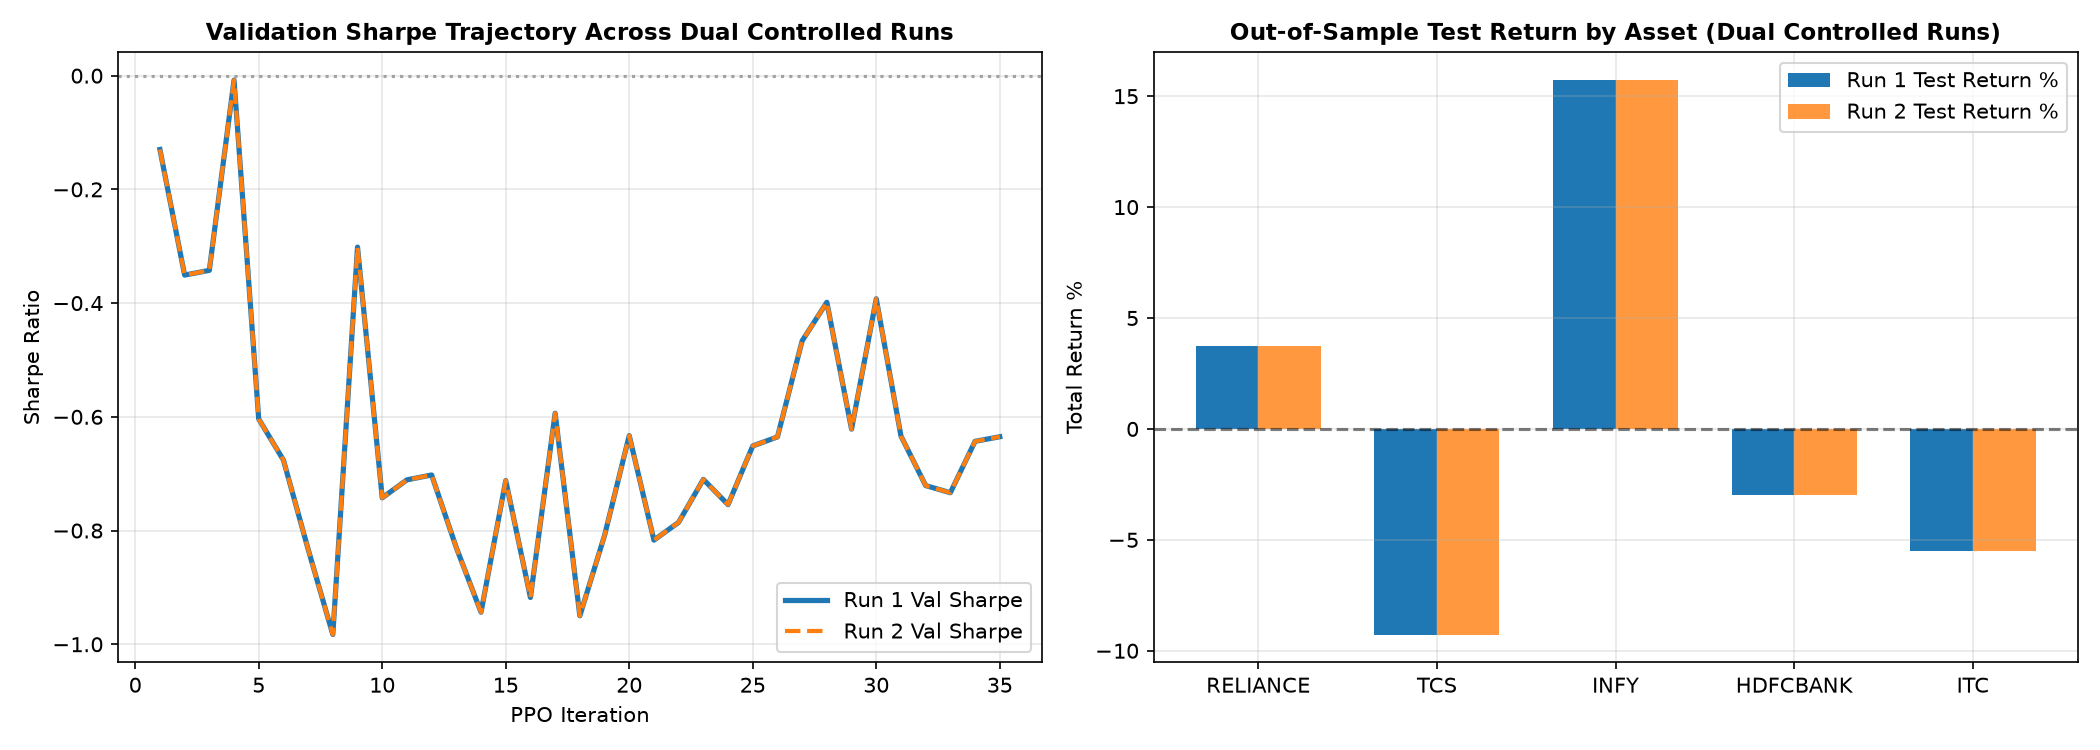 Validation Sharpe Trajectory Across Dual Controlled Runs
Sharpe Ratio
0.0
−0.2
−0.4
−0.6
−0.8
−1.0
0 5 10 15 20 25 30 35
PPO Iteration
Run 1 Val Sharpe
Run 2 Val Sharpe
Out-of-Sample Test Return by Asset (Dual Controlled Runs)
Total Return %
15
10
5
0
−5
−10
RELIANCE TCS INFY HDFCBANK ITC
Run 1 Test Return %
Run 2 Test Return %